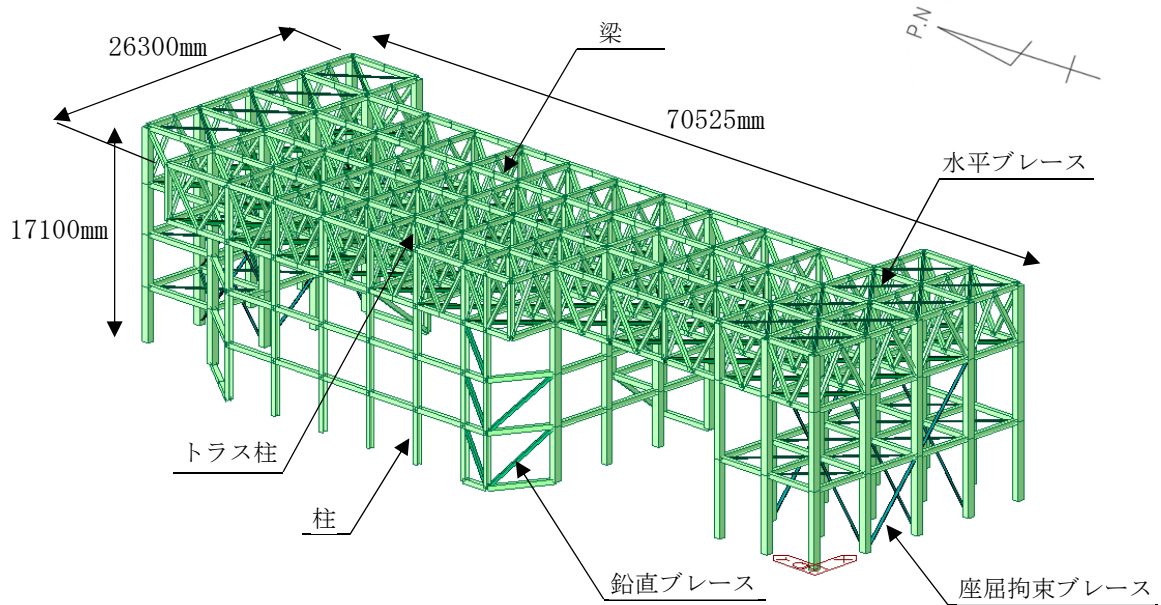 P.N
26300mm
梁
70525mm
水平ブレース
17100mm
トラス柱
柱
鉛直ブレース
座屈拘束ブレース